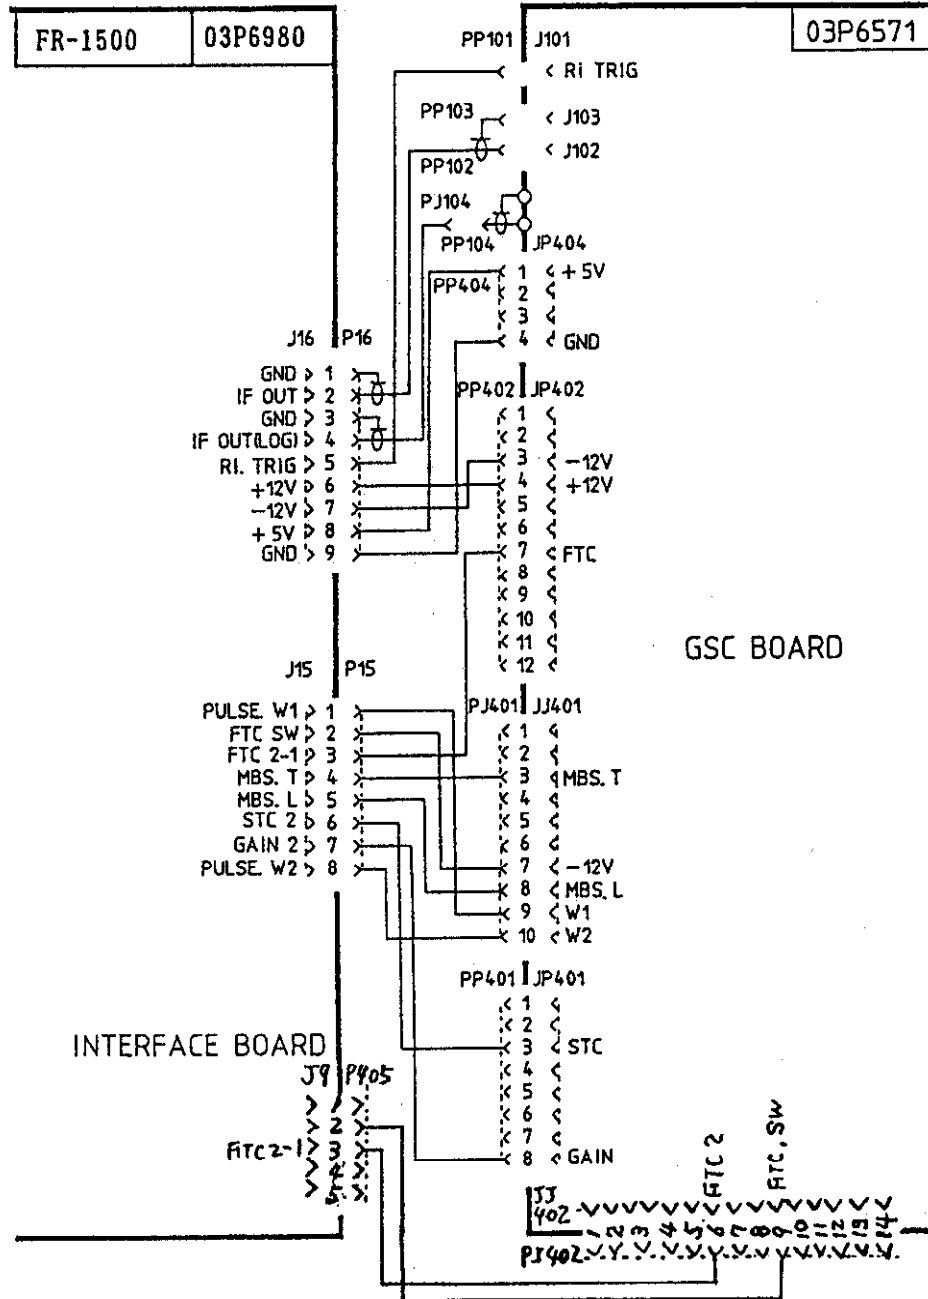 FR-1500 03P6980
03P6571
PP101 J101
Ri TRIG
PP103 J103
J102
PP102
PJ104
PP104 JP404
PP404 1 +5V
2
3
4 GND
J16 P16
GND 1
IF OUT 2
GND 3
IF OUT(LOG) 4
RI. TRIG 5
+12V 6
-12V 7
+5V 8
GND 9
PP402 JP402
1
2
3 -12V
4 +12V
5
6
7 FTC
8
9
10
11
12
GSC BOARD
J15 P15
PULSE. W1 1
FTC SW 2
FTC 2-1 3
MBS. T 4
MBS. L 5
STC 2 6
GAIN 2 7
PULSE. W2 8
PJ401 JJ401
1
2
3 MBS. T
4
5
6
7 -12V
8 MBS. L
9 W1
10 W2
PP401 JP401
1
2
3 STC
4
5
6
7
8 GAIN
INTERFACE BOARD
J9 P405
2
FTC 2-1 3
FTC 2
FTC, SW
JJ
402
1 2 3 4 5 6 7 8 9 10 11 12 13 14
PJ402